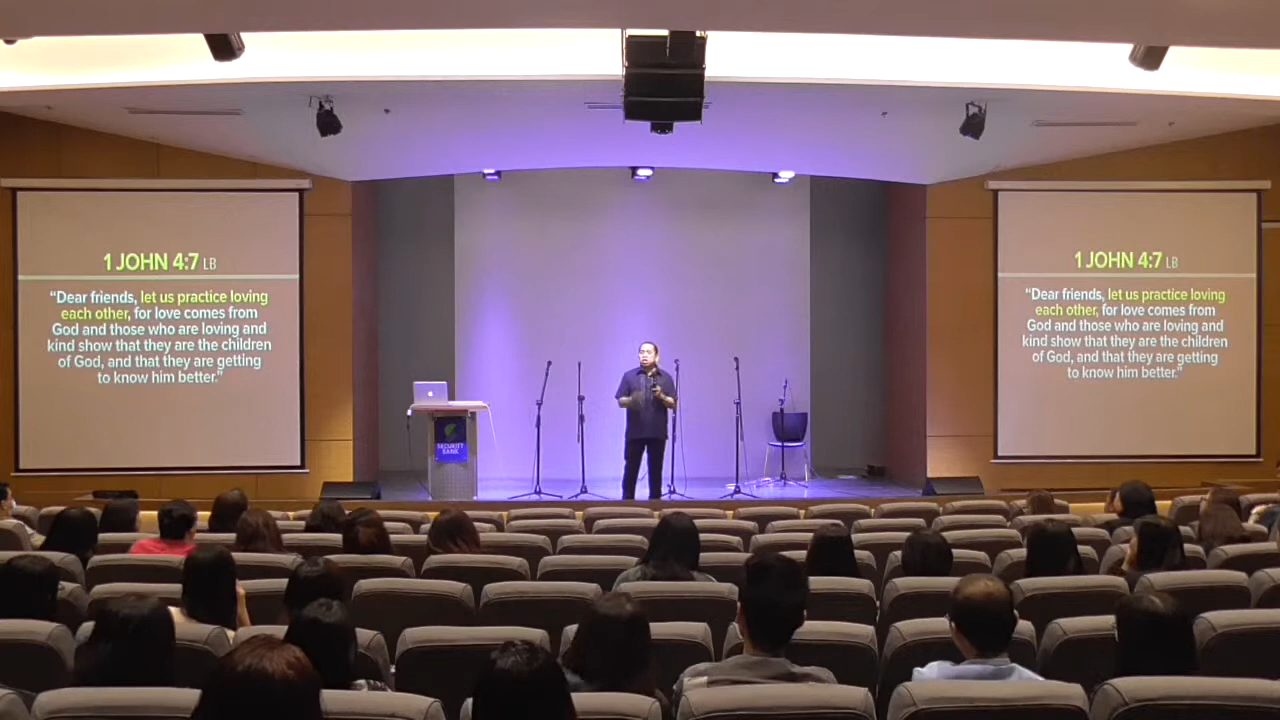 1 JOHN 4:7 LB
“Dear friends, let us practice loving
each other, for love comes from
God and those who are loving and
kind show that they are the children
of God, and that they are getting
to know him better.”
SECURITY
BANK
1 JOHN 4:7 LB
“Dear friends, let us practice loving
each other, for love comes from
God and those who are loving and
kind show that they are the children
of God, and that they are getting
to know him better.”